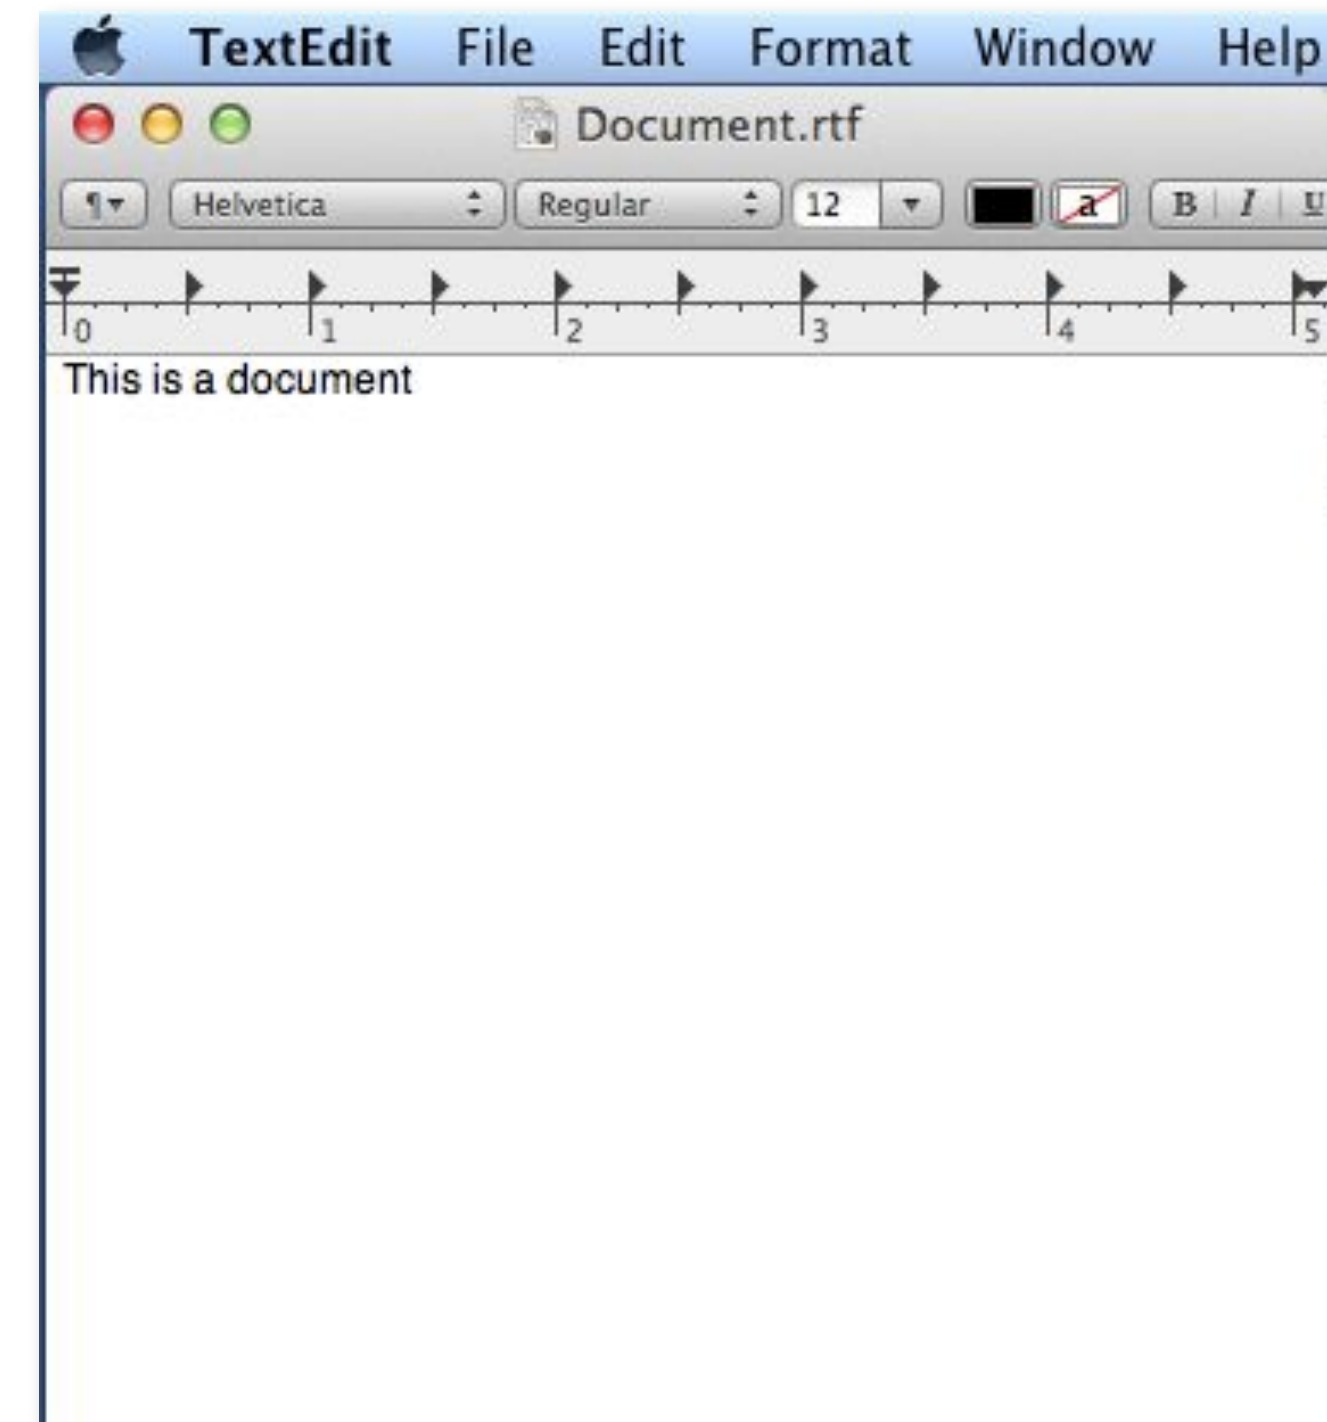 TextEdit File Edit Format Window Help
Document.rtf
¶ Helvetica Regular 12 a B I U
0 1 2 3 4 5
This is a document